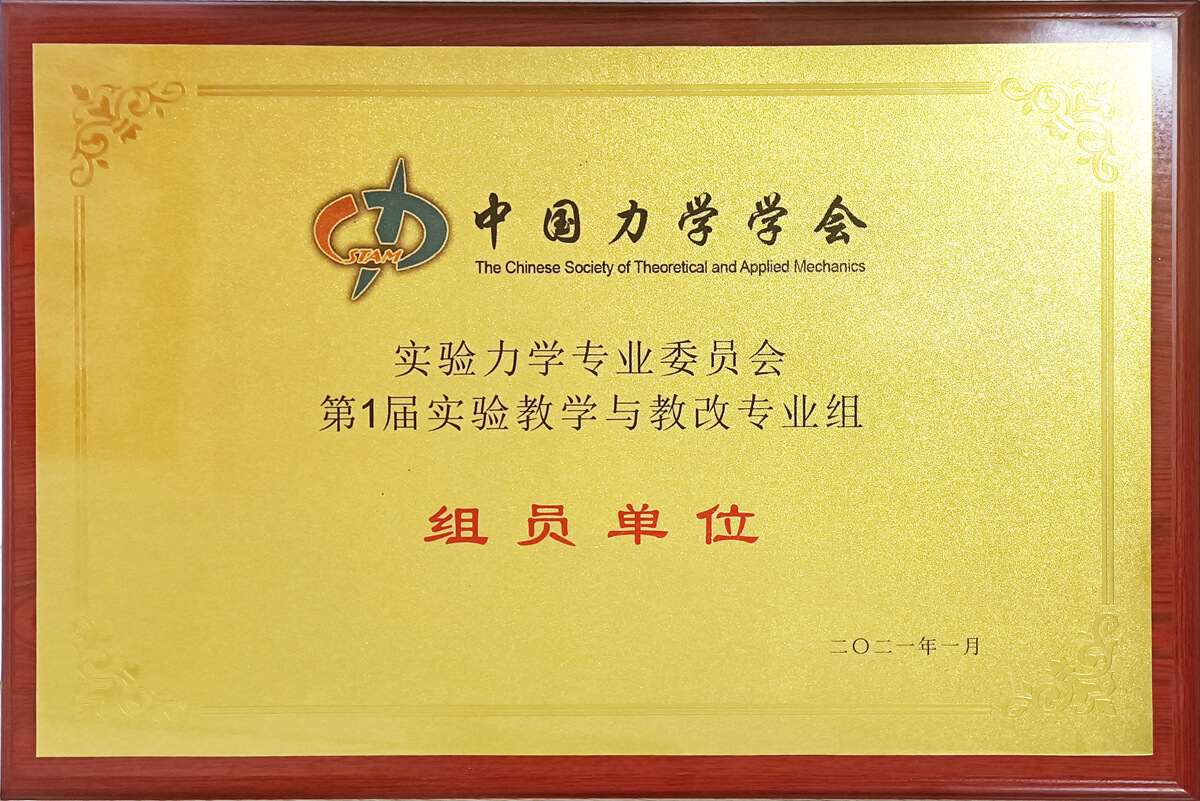 中国力学学会
STAM
The Chinese Society of Theoretical and Applied Mechanics
实验力学专业委员会
第1届实验教学与教改专业组
组员单位
二〇二一年一月